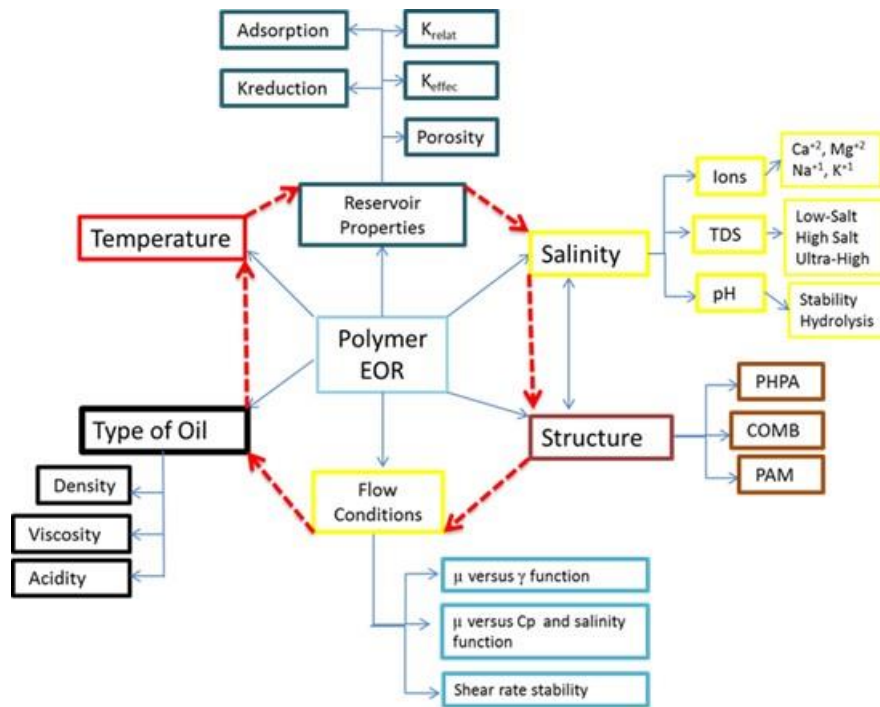 Adsorption
Krelat
Kreduction
Keffec
Porosity
Ca+2, Mg+2
Na+1, K+1
Ions
Reservoir
Properties
Temperature
Low-Salt
High Salt
Ultra-High
TDS
Salinity
pH
Stability
Hydrolysis
Polymer
EOR
PHPA
Type of Oil
Structure
COMB
PAM
Flow
Conditions
Density
Viscosity
Acidity
μ versus γ function
μ versus Cp and salinity
function
Shear rate stability